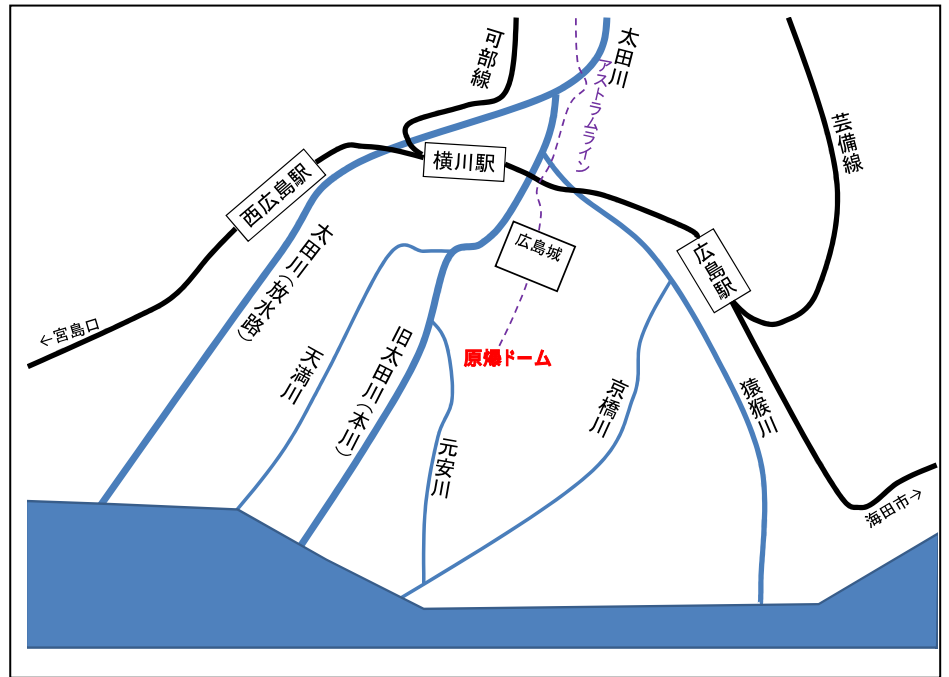 可部線
太田川
アストラムライン
芸備線
横川駅
西広島駅
広島城
広島駅
太田川(放水路)
←宮島口
天満川
旧太田川(本川)
原爆ドーム
京橋川
猿猴川
元安川
海田市→